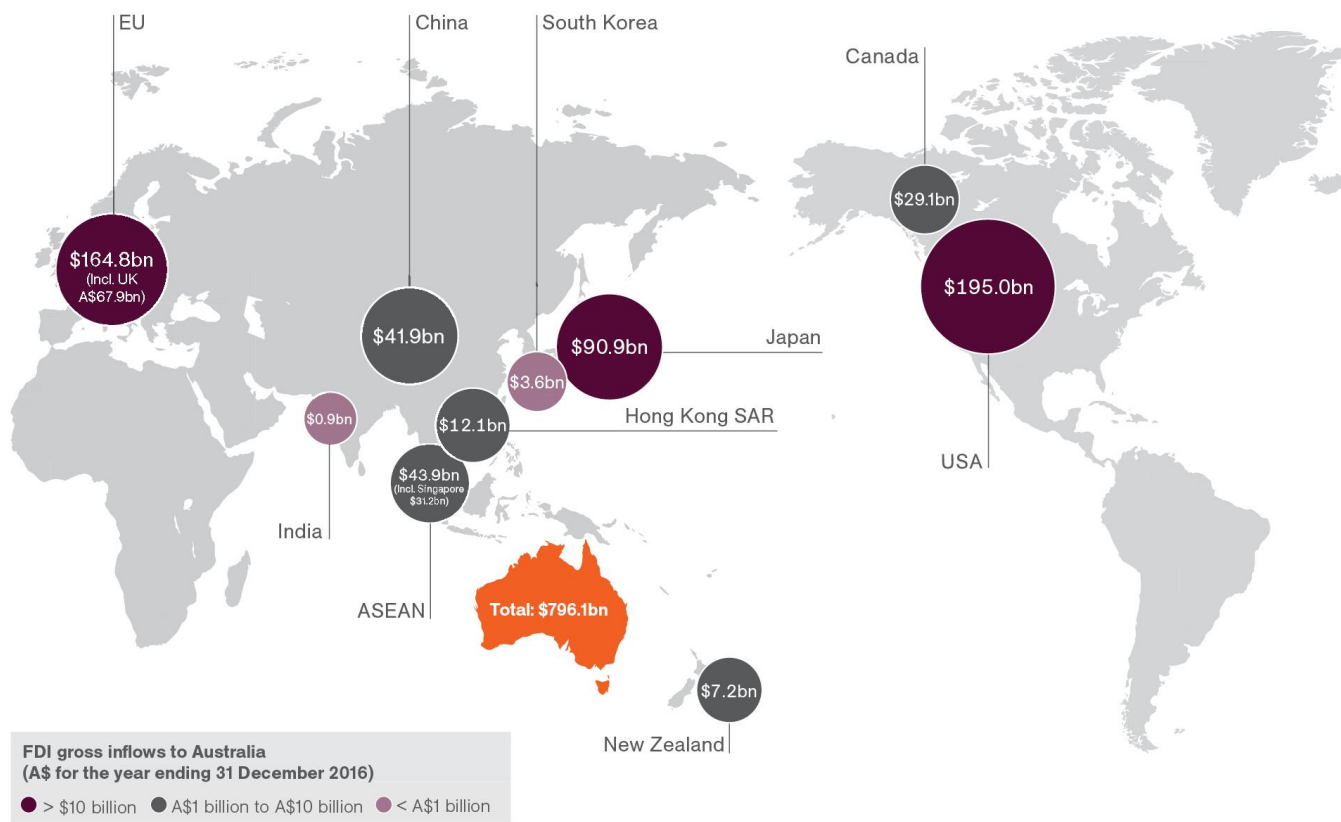 EU
China
South Korea
Canada
$29.1bn
$164.8bn
(Incl. UK
A$67.9bn)
$195.0bn
$41.9bn
Japan
$90.9bn
$3.6bn
$0.9bn
$12.1bn
Hong Kong SAR
USA
$43.9bn
(Incl. Singapore
$31.2bn)
India
ASEAN
Total: $796.1bn
$7.2bn
New Zealand
FDI gross inflows to Australia
(A$ for the year ending 31 December 2016)
> $10 billion
A$1 billion to A$10 billion
< A$1 billion